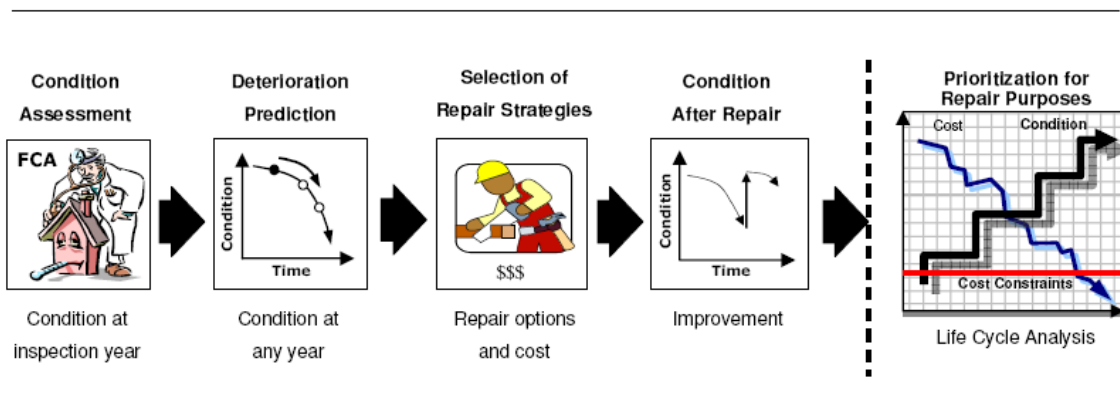 Condition
Assessment
FCA
Condition at
inspection year
Deterioration
Prediction
Condition
Time
Condition at
any year
Selection of
Repair Strategies
$$$
Repair options
and cost
Condition
After Repair
Condition
Time
Improvement
Prioritization for
Repair Purposes
Cost
Condition
Cost Constraints
Life Cycle Analysis